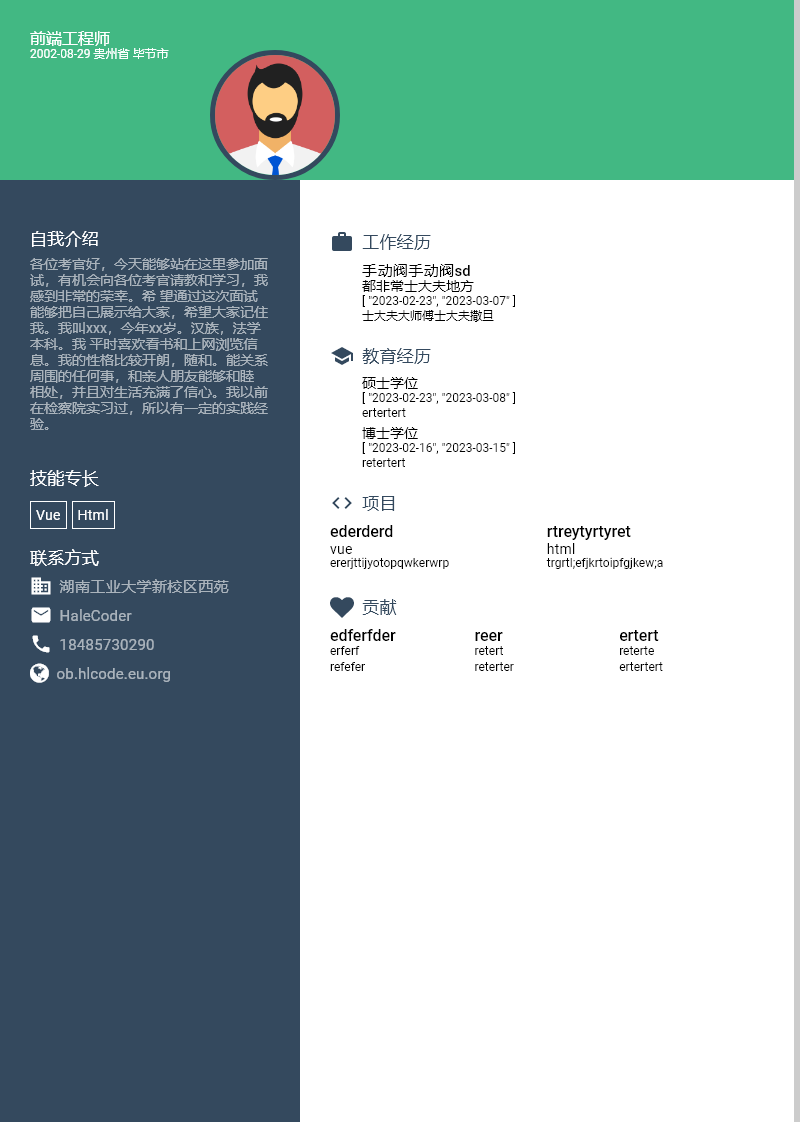 前端工程师
2002-08-29 贵州省 毕节市
自我介绍
各位考官好，今天能够站在这里参加面
试，有机会向各位考官请教和学习，我
感到非常的荣幸。希 望通过这次面试
能够把自己展示给大家，希望大家记住
我。我叫xxx，今年xx岁。汉族，法学
本科。我 平时喜欢看书和上网浏览信
息。我的性格比较开朗，随和。能关系
周围的任何事，和亲人朋友能够和睦
相处，并且对生活充满了信心。我以前
在检察院实习过，所以有一定的实践经
验。
技能专长
Vue Html
联系方式
湖南工业大学新校区西苑
HaleCoder
18485730290
ob.hlcode.eu.org
工作经历
手动阀手动阀sd
都非常士大夫地方
[ "2023-02-23", "2023-03-07" ]
士大夫大师傅士大夫撒旦
教育经历
硕士学位
[ "2023-02-23", "2023-03-08" ]
ertertert
博士学位
[ "2023-02-16", "2023-03-15" ]
retertert
项目
ederderd
vue
ererjttijyotopqwkerwrp
rtreytyrtyret
html
trgrtl;efjkrtoipfgjkew;a
贡献
edferfder
erferf
refefer
reer
retert
reterter
ertert
reterte
ertertert